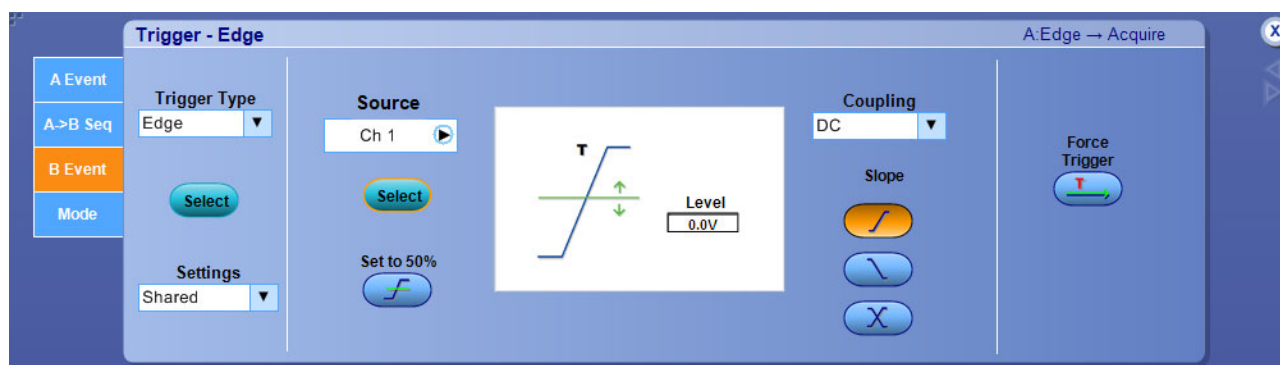 Trigger - Edge
A:Edge → Acquire
X
A Event
A->B Seq
B Event
Mode
Trigger Type
Edge
Select
Settings
Shared
Source
Ch 1
Select
Set to 50%
T
Level
0.0V
Coupling
DC
Slope
Force
Trigger
T